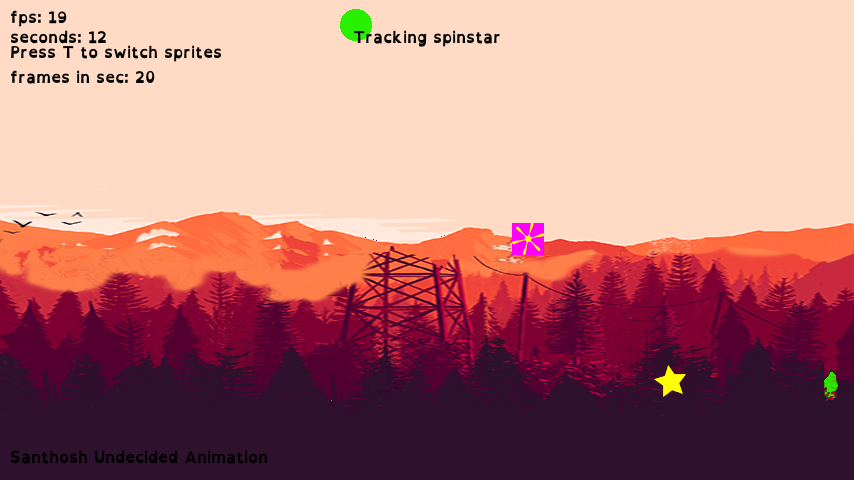 fps: 19
seconds: 12
Tracking spinstar
Press T to switch sprites
frames in sec: 20
Santhosh Undecided Animation